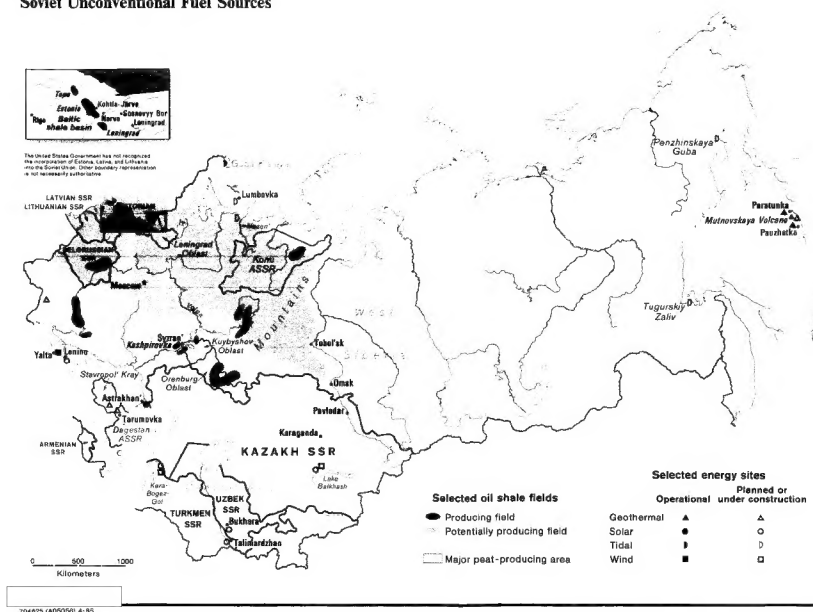 Soviet Unconventional Fuel Sources
Tapa
Kohtla-Järve
Estonia
Sosnovyy Bor
Riga
Baltic
Narva
Leningrad
shale basin
Leningrad
The United States Government has not recognized
the incorporation of Estonia, Latvia, and Lithuania
into the Soviet Union. Other boundary representation
is not necessarily authoritative
LATVIAN SSR
LITHUANIAN SSR
ESTONIAN
BELORUSSIAN
SSR
Lumbovka
Mezen
Leningrad
Oblast
Komi
ASSR
Moscow
Penzhinskaya
Guba
Paratunka
Mutnovskaya Volcano
Pauzhetka
Tugurskiy
Zaliv
Mountains
West
Siberia
Syzran'
Kashpirovka
Kuybyshev
Oblast
Tobol'sk
Yalta
Lenino
Stavropol' Kray
Orenburg
Oblast
Omsk
Astrakhan'
Pavlodar
Tarumovka
Dagestan
ASSR
Karaganda
ARMENIAN
SSR
KAZAKH SSR
Kara-
Bogaz-
Gol
Lake
Balkhash
UZBEK
SSR
TURKMEN
SSR
Bukhara
Talimardzhan
Selected oil shale fields
Producing field
Potentially producing field
Major peat-producing area
Selected energy sites
Operational
Planned or
under construction
Geothermal
Solar
Tidal
Wind
0 500 1000
Kilometers
704625 (A05056) 4-85